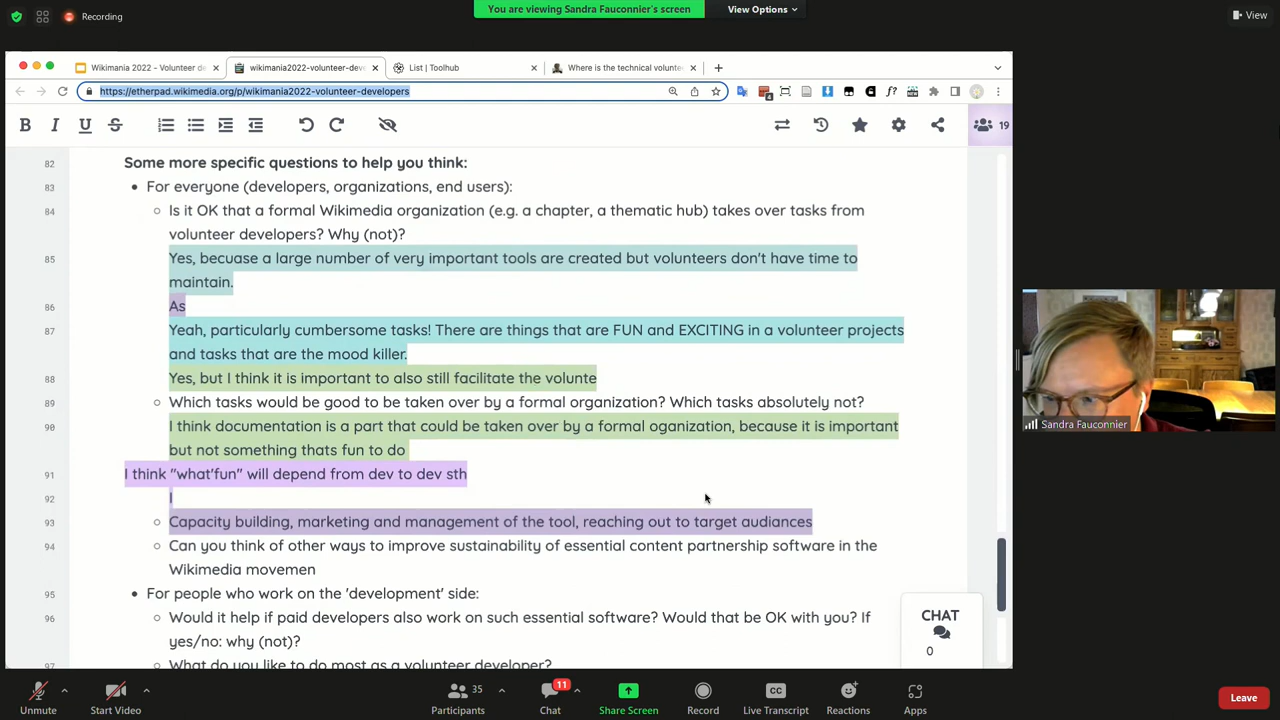 Recording
You are viewing Sandra Fauconnier's screen
View Options
View
Wikimania 2022 - Volunteer d
wikimania2022-volunteer-dev
List | Toolhub
Where is the technical volunte
https://etherpad.wikimedia.org/p/wikimania2022-volunteer-developers
19
82 Some more specific questions to help you think:
83 For everyone (developers, organizations, end users):
84 Is it OK that a formal Wikimedia organization (e.g. a chapter, a thematic hub) takes over tasks from
volunteer developers? Why (not)?
85 Yes, becuase a large number of very important tools are created but volunteers don't have time to
maintain.
86 As
87 Yeah, particularly cumbersome tasks! There are things that are FUN and EXCITING in a volunteer projects
and tasks that are the mood killer.
88 Yes, but I think it is important to also still facilitate the volunte
89 Which tasks would be good to be taken over by a formal organization? Which tasks absolutely not?
90 I think documentation is a part that could be taken over by a formal oganization, because it is important
but not something thats fun to do
91 I think "what'fun" will depend from dev to dev sth
92 I
93 Capacity building, marketing and management of the tool, reaching out to target audiances
94 Can you think of other ways to improve sustainability of essential content partnership software in the
Wikimedia movemen
95 For people who work on the 'development' side:
96 Would it help if paid developers also work on such essential software? Would that be OK with you? If
yes/no: why (not)?
97 What do you like to do most as a volunteer developer?
CHAT
0
Sandra Fauconnier
Unmute
Start Video
35
Participants
11
Chat
Share Screen
Record
CC
Live Transcript
Reactions
Apps
Leave